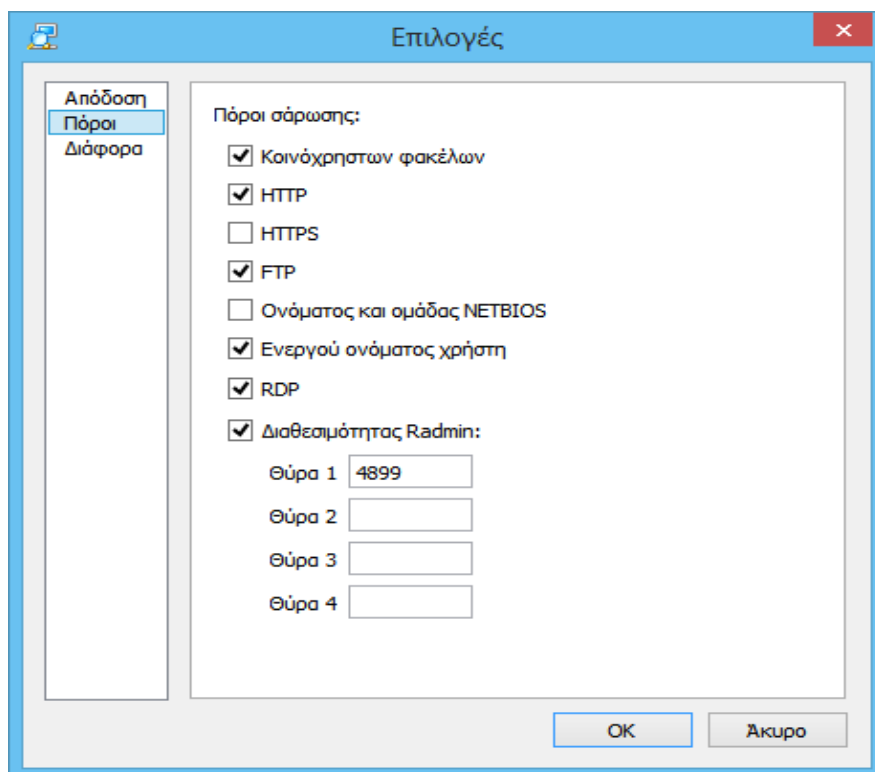 Επιλογές
Απόδοση
Πόροι
Διάφορα
Πόροι σάρωσης:
Κοινόχρηστων φακέλων
HTTP
HTTPS
FTP
Ονόματος και ομάδας NETBIOS
Ενεργού ονόματος χρήστη
RDP
Διαθεσιμότητας Radmin:
Θύρα 1 4899
Θύρα 2
Θύρα 3
Θύρα 4
OK Άκυρο